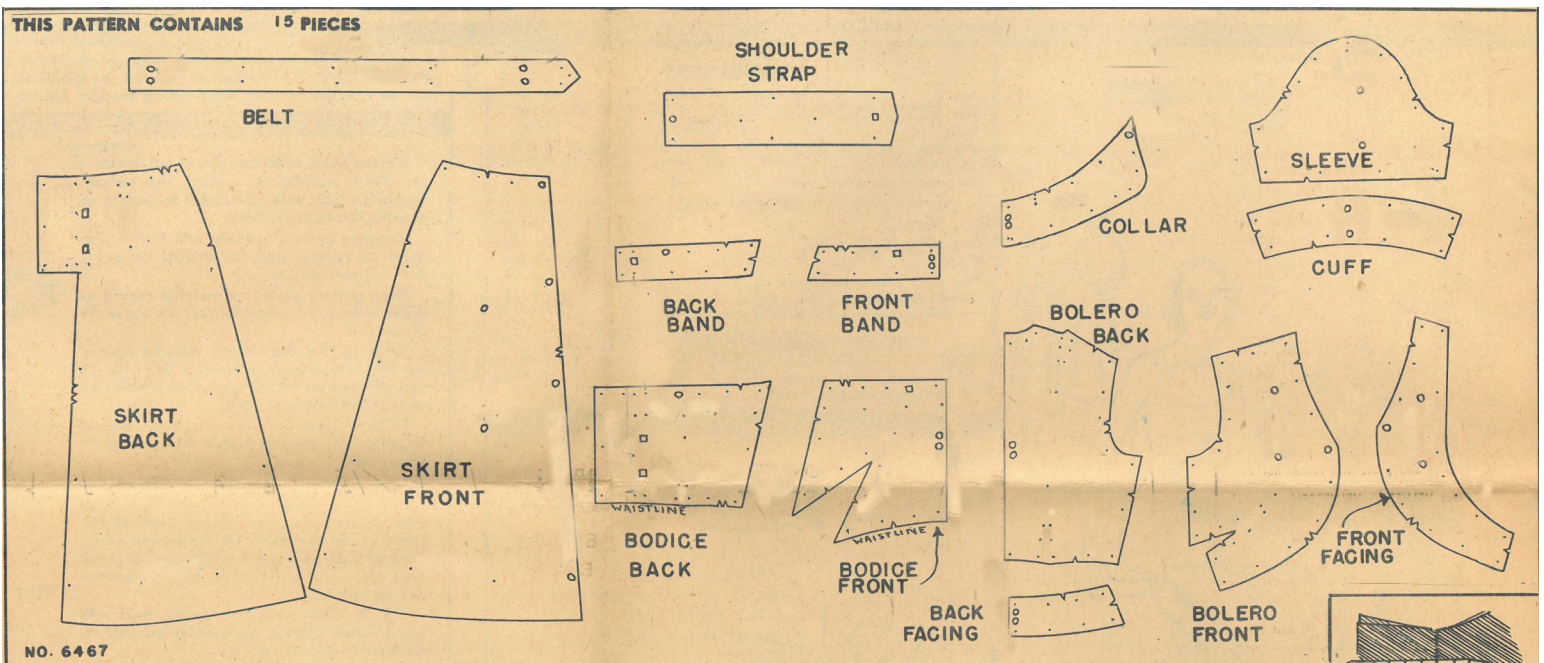 THIS PATTERN CONTAINS 15 PIECES
BELT
SHOULDER
STRAP
SLEEVE
COLLAR
CUFF
BACK
BAND
FRONT
BAND
BOLERO
BACK
SKIRT
BACK
SKIRT
FRONT
WAISTLINE
BODICE
BACK
WAISTLINE
BODICE
FRONT
FRONT
FACING
BACK
FACING
BOLERO
FRONT
NO. 6467